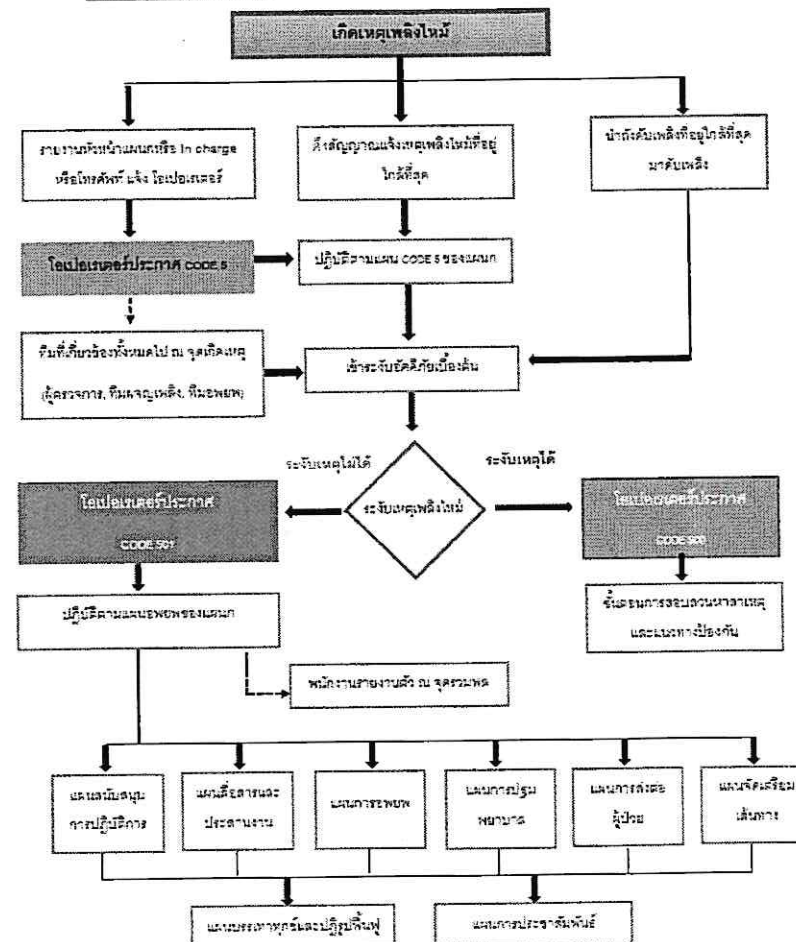 เกิดเหตุเพลิงไหม้
รายงานหัวหน้าแผนกหรือ In charge
หรือโทรศัพท์ แจ้ง โอเปอเรเตอร์
ดึงสัญญาณแจ้งเหตุเพลิงไหม้ที่อยู่
ใกล้ที่สุด
นำถังดับเพลิงที่อยู่ใกล้ที่สุด
มาดับเพลิง
โอเปอเรเตอร์ประกาศ CODE 5
ปฏิบัติตามแผน CODE 5 ของแผนก
ทีมที่เกี่ยวข้องทั้งหมดไป ณ จุดเกิดเหตุ
(ผู้ตรวจการ, ทีมผจญเพลิง, ทีมอพยพ)
เข้าระงับอัคคีภัยเบื้องต้น
ระงับเหตุไม่ได้
ระงับเหตุได้
โอเปอเรเตอร์ประกาศ
CODE 501
ระงับเหตุเพลิงไหม้
โอเปอเรเตอร์ประกาศ
CODE
ปฏิบัติตามแผนอพยพของแผนก
ขั้นตอนการสอบสวนหาสาเหตุ
และแนวทางป้องกัน
พนักงานรายงานตัว ณ จุดรวมพล
แผนสนับสนุน
การปฏิบัติการ
แผนสื่อสารและ
ประสานงาน
แผนการอพยพ
แผนการปฐม
พยาบาล
แผนการส่งต่อ
ผู้ป่วย
แผนจัดเตรียม
เส้นทาง
แผนบรรเทาทุกข์และปฏิรูปฟื้นฟู
แผนการประชาสัมพันธ์